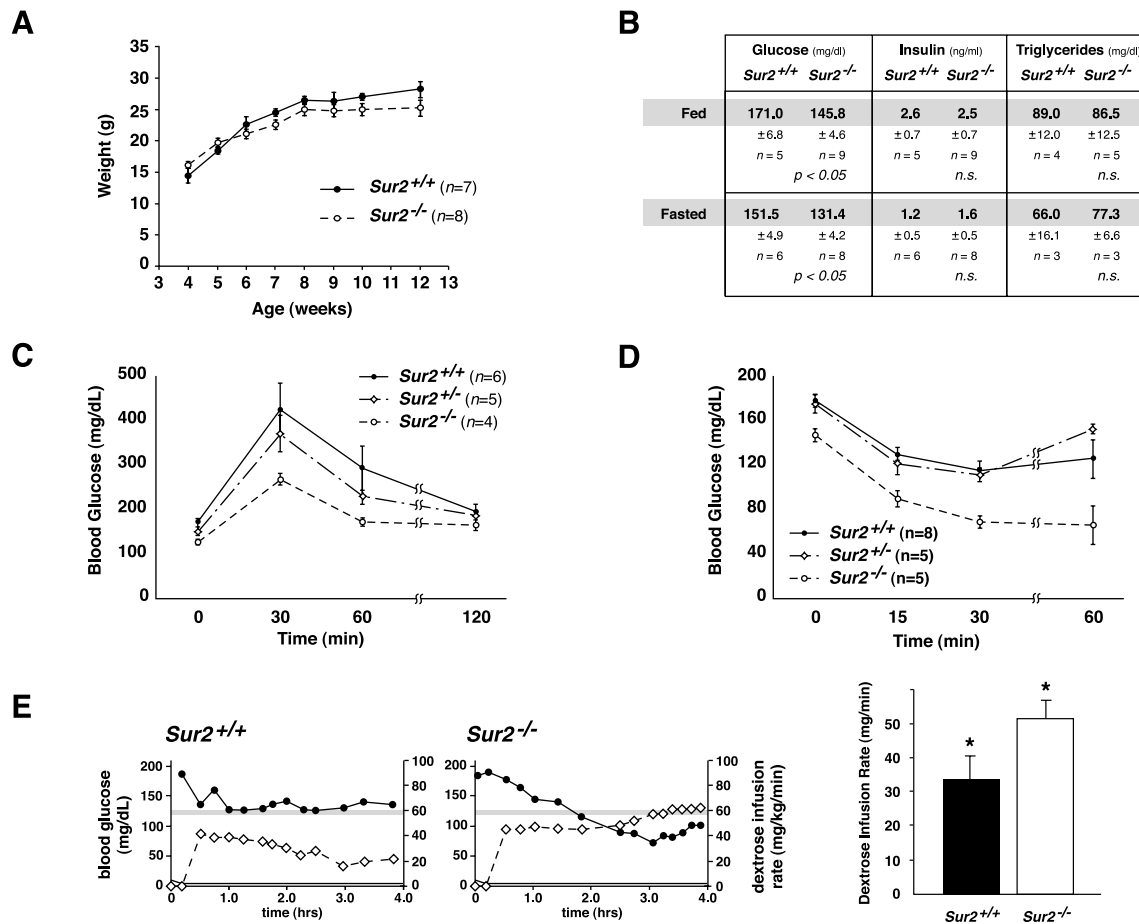 A
Weight (g)
35
30
25
20
15
10
5
0
3 4 5 6 7 8 9 10 11 12 13
Age (weeks)
Sur2+/+ (n=7)
Sur2-/- (n=8)
B
Glucose (mg/dl) Insulin (ng/ml) Triglycerides (mg/dl)
Sur2+/+ Sur2-/- Sur2+/+ Sur2-/- Sur2+/+ Sur2-/-
Fed 171.0 145.8 2.6 2.5 89.0 86.5
±6.8 ±4.6 ±0.7 ±0.7 ±12.0 ±12.5
n=5 n=9 n=5 n=9 n=4 n=5
p < 0.05 n.s. n.s.
Fasted 151.5 131.4 1.2 1.6 66.0 77.3
±4.9 ±4.2 ±0.5 ±0.5 ±16.1 ±6.6
n=6 n=8 n=6 n=8 n=3 n=3
p < 0.05 n.s. n.s.
C
Blood Glucose (mg/dL)
500
400
300
200
100
0
0 30 60 120
Time (min)
Sur2+/+ (n=6)
Sur2+/- (n=5)
Sur2-/- (n=4)
D
Blood Glucose (mg/dL)
200
160
120
80
40
0
0 15 30 60
Time (min)
Sur2+/+ (n=8)
Sur2+/- (n=5)
Sur2-/- (n=5)
E
Sur2+/+
blood glucose
mg/dL)
200
150
100
50
0
100
80
60
40
20
0
0 1.0 2.0 3.0 4.0
time (hrs)
Sur2-/-
200
150
100
50
0
100
80
60
40
20
0
0 1.0 2.0 3.0 4.0
time (hrs)
dextrose infusion
rate (mg/kg/min)
Dextrose Infusion Rate (mg/min)
50
40
30
20
10
0
*
*
Sur2+/+ Sur2-/-